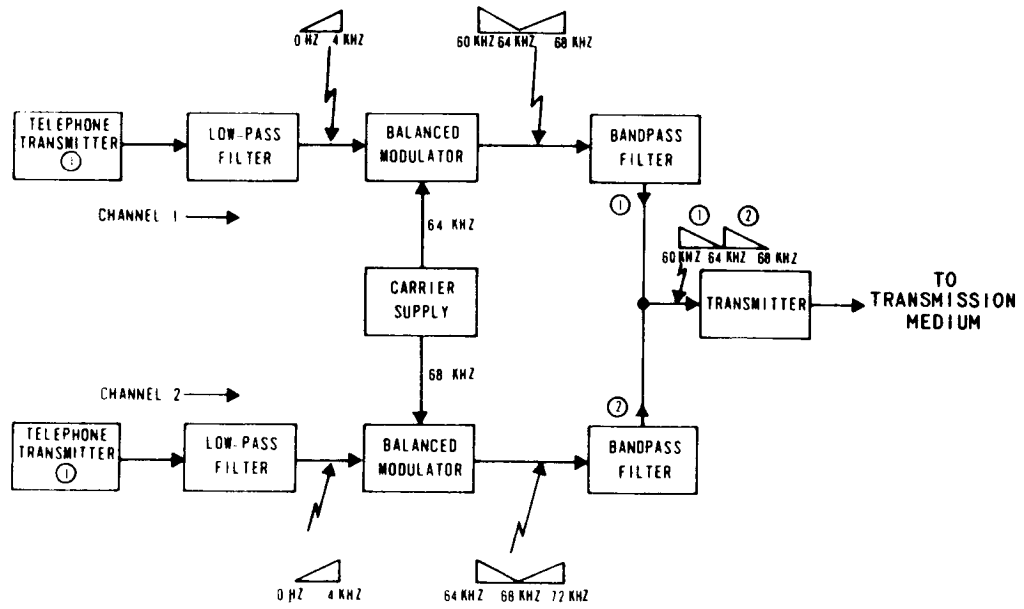 0 HZ 4 KHZ
60 KHZ 64 KHZ 68 KHZ
TELEPHONE
TRANSMITTER
1
LOW-PASS
FILTER
BALANCED
MODULATOR
BANDPASS
FILTER
CHANNEL 1
64 KHZ
1
1 2
60 KHZ 64 KHZ 68 KHZ
CARRIER
SUPPLY
TRANSMITTER
TO
TRANSMISSION
MEDIUM
68 KHZ
CHANNEL 2
2
TELEPHONE
TRANSMITTER
1
LOW-PASS
FILTER
BALANCED
MODULATOR
BANDPASS
FILTER
0 HZ 4 KHZ
64 KHZ 68 KHZ 72 KHZ